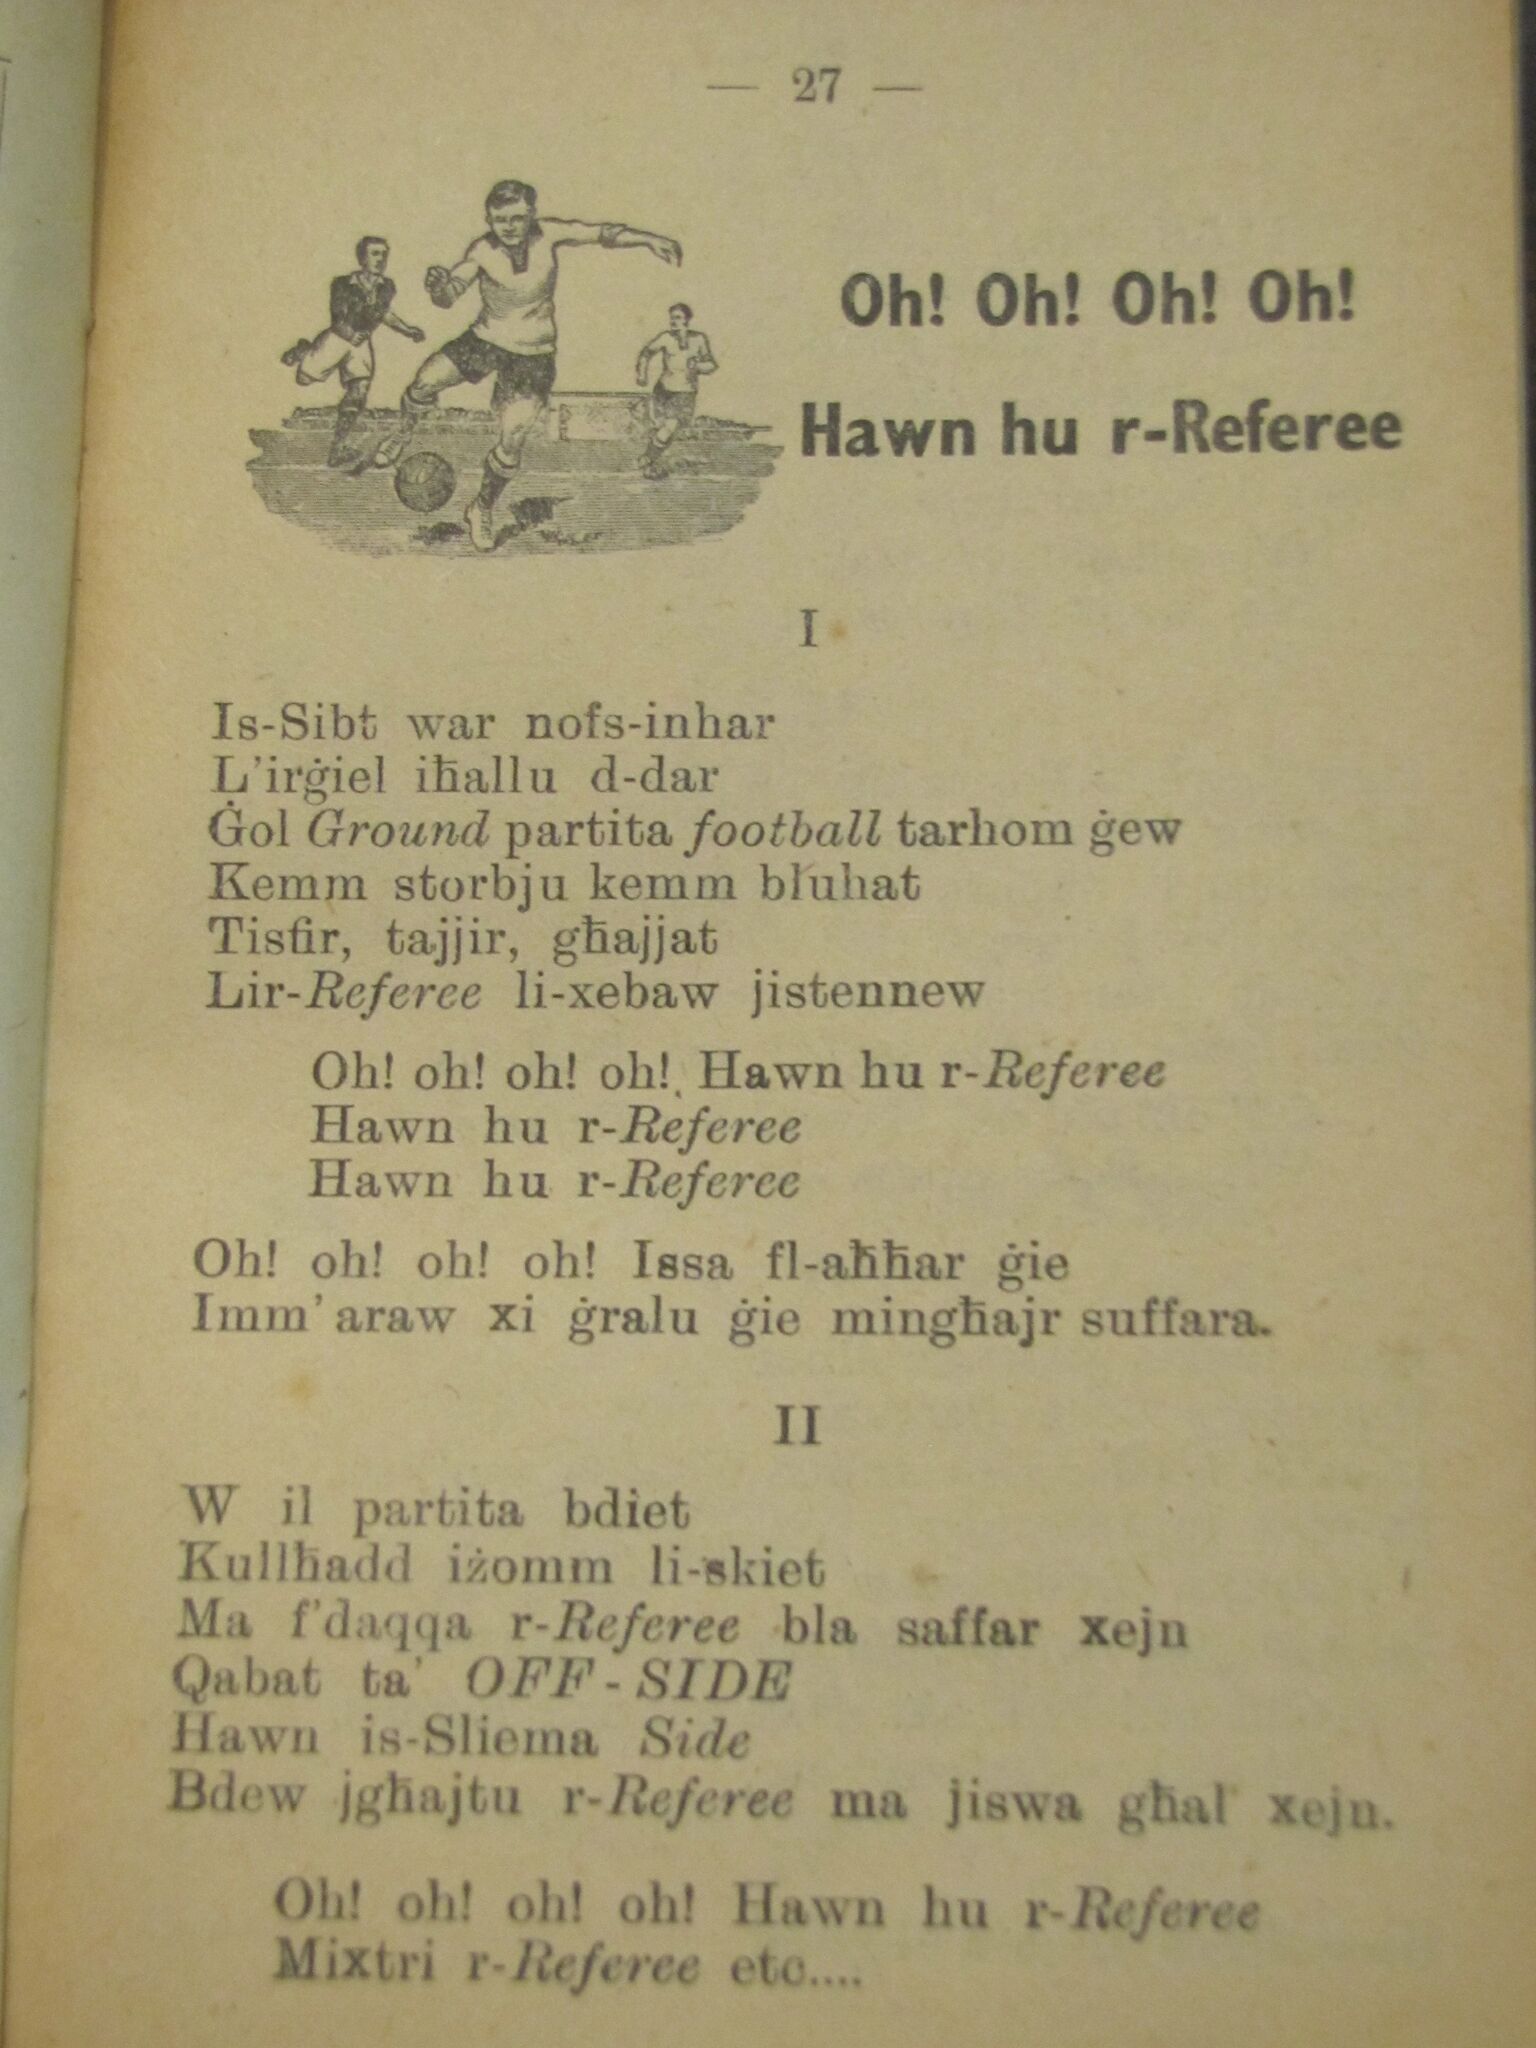 — 27 —
Oh! Oh! Oh! Oh!
Hawn hu r-Referee
I
Is-Sibt war nofs-inhar
L'irġiel iħallu d-dar
Ġol Ground partita football tarhom ġew
Kemm storbju kemm bluhat
Tisfir, tajjir, għajjat
Lir-Referee li-xebaw jistennew
Oh! oh! oh! oh! Hawn hu r-Referee
Hawn hu r-Referee
Hawn hu r-Referee
Oh! oh! oh! oh! Issa fl-aħħar ġie
Imm' araw xi ġralu ġie mingħajr suffara.
II
W il partita bdiet
Kullħadd iżomm li-skiet
Ma f'daqqa r-Referee bla saffar xejn
Qabat ta' OFF-SIDE
Hawn is-Sliema Side
Bdew jgħajtu r-Referee ma jiswa għal xejn.
Oh! oh! oh! oh! Hawn hu r-Referee
Mixtri r-Referee etc....